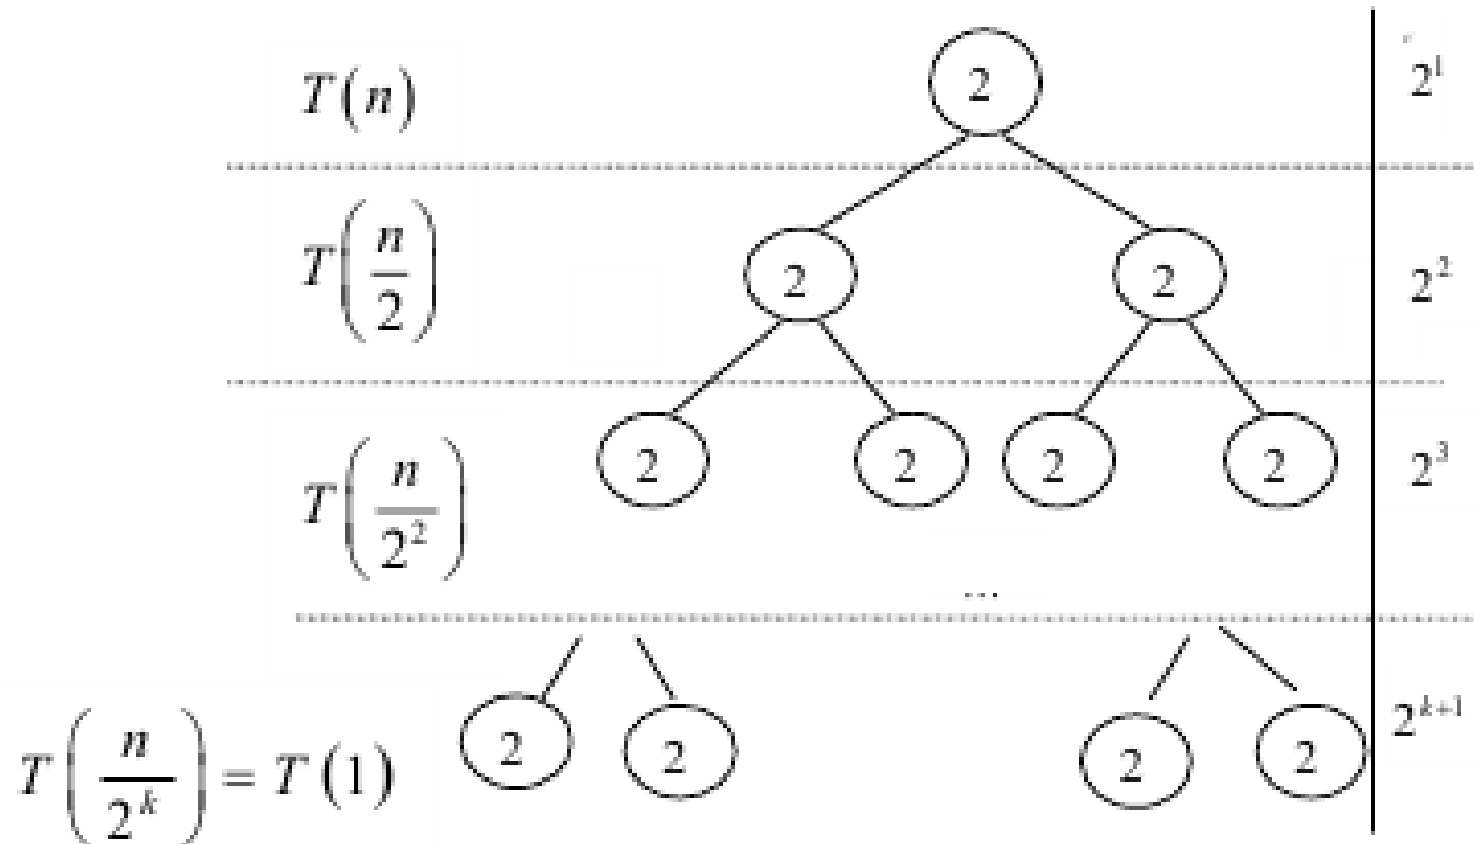 T(n) 2 2^1
T(n/2) 2 2 2^2
T(n/2^2) 2 2 2 2 2^3
...
T(n/2^k) = T(1) 2 2 2 2 2^{k+1}